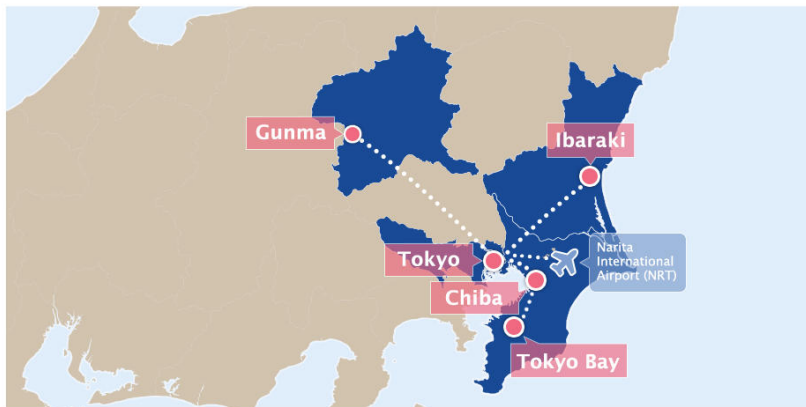 Gunma
Ibaraki
Tokyo
Narita
International
Airport (NRT)
Chiba
Tokyo Bay